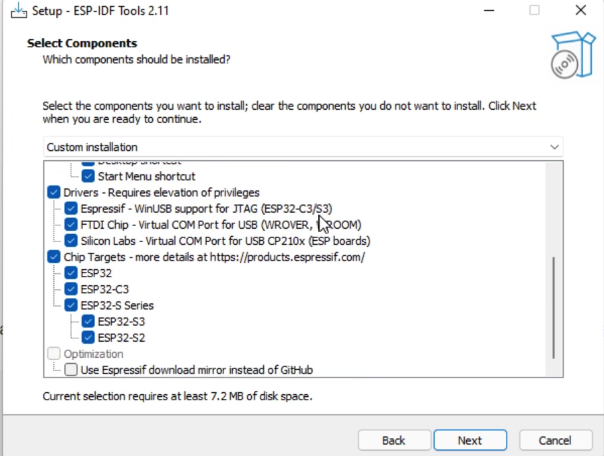 Setup - ESP-IDF Tools 2.11
Select Components
Which components should be installed?
Select the components you want to install; clear the components you do not want to install. Click Next
when you are ready to continue.
Custom installation
Desktop shortcut
Start Menu shortcut
Drivers - Requires elevation of privileges
Espressif - WinUSB support for JTAG (ESP32-C3/S3)
FTDI Chip - Virtual COM Port for USB (WROVER, WROOM)
Silicon Labs - Virtual COM Port for USB CP210x (ESP boards)
Chip Targets - more details at https://products.espressif.com/
ESP32
ESP32-C3
ESP32-S Series
ESP32-S3
ESP32-S2
Optimization
Use Espressif download mirror instead of GitHub
Current selection requires at least 7.2 MB of disk space.
Back
Next
Cancel